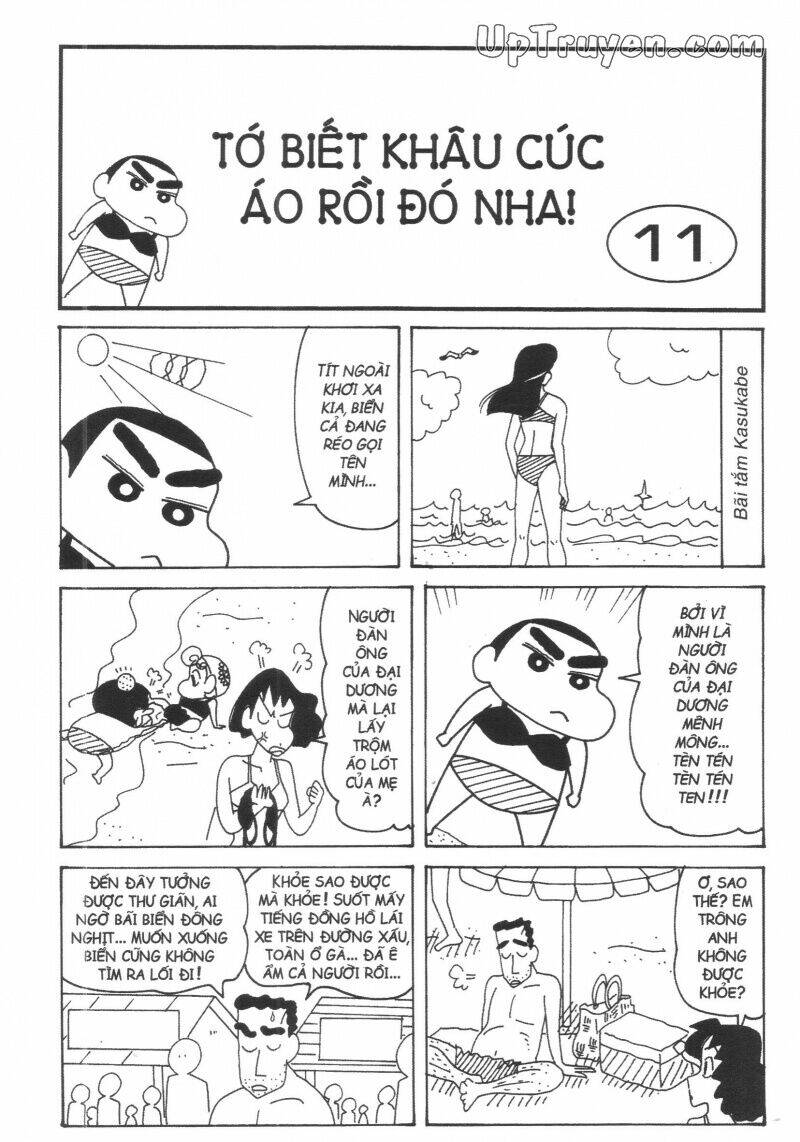 UpTruyen.com
TỚ BIẾT KHÂU CÚC
ÁO RỒI ĐÓ NHA!
11
Bãi tắm Kasukabe
TÍT NGOÀI
KHƠI XA
KIA, BIỂN
CẢ ĐANG
RÉO GỌI
TÊN
MÌNH...
BỞI VÌ
MÌNH LÀ
NGƯỜI
ĐÀN ÔNG
CỦA ĐẠI
DƯƠNG
MÊNH
MÔNG...
TÈN TÉN
TÈN TÉN
TEN!!!
NGƯỜI
ĐÀN
ÔNG
CỦA ĐẠI
DƯƠNG
MÀ LẠI
LẤY
TRỘM
ÁO LÓT
CỦA MẸ
À?
Ơ, SAO
THẾ? EM
TRÔNG
ANH
KHÔNG
ĐƯỢC
KHỎE?
KHỎE SAO ĐƯỢC
MÀ KHỎE! SUỐT MẤY
TIẾNG ĐỒNG HỒ LÁI
XE TRÊN ĐƯỜNG XẤU,
TOÀN Ổ GÀ... ĐÃ Ê
ẨM CẢ NGƯỜI RỒI...
ĐẾN ĐÂY TƯỞNG
ĐƯỢC THƯ GIÃN, AI
NGỜ BÃI BIỂN ĐÔNG
NGHỊT... MUỐN XUỐNG
BIỂN CŨNG KHÔNG
TÌM RA LỐI ĐI!